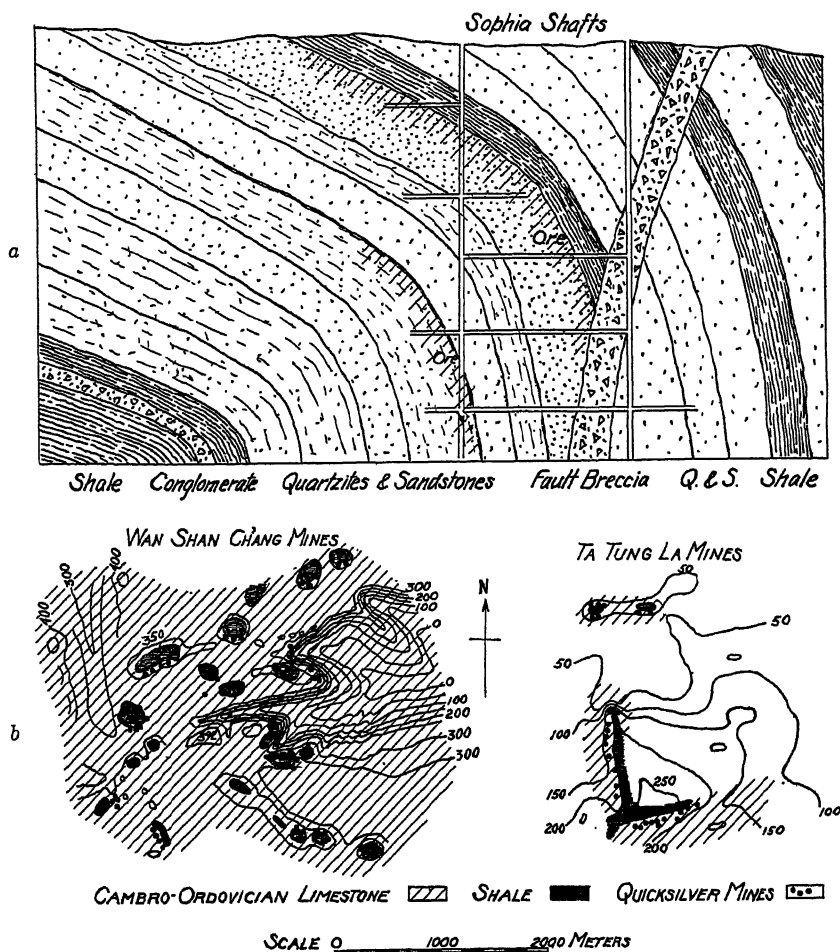 Sophia Shafts
a
Ore
Ore
Shale Conglomerate Quartzites & Sandstones Fault Breccia Q. & S. Shale
WAN SHAN CHANG MINES
TA TUNG LA MINES
N
b
400
300
100
350
300
200
100
0
0
100
200
300
300
50
50
50
100
150
200
0
250
200
150
100
CAMBRO-ORDOVICIAN LIMESTONE SHALE QUICKSILVER MINES
SCALE 0 1000 2000 METERS